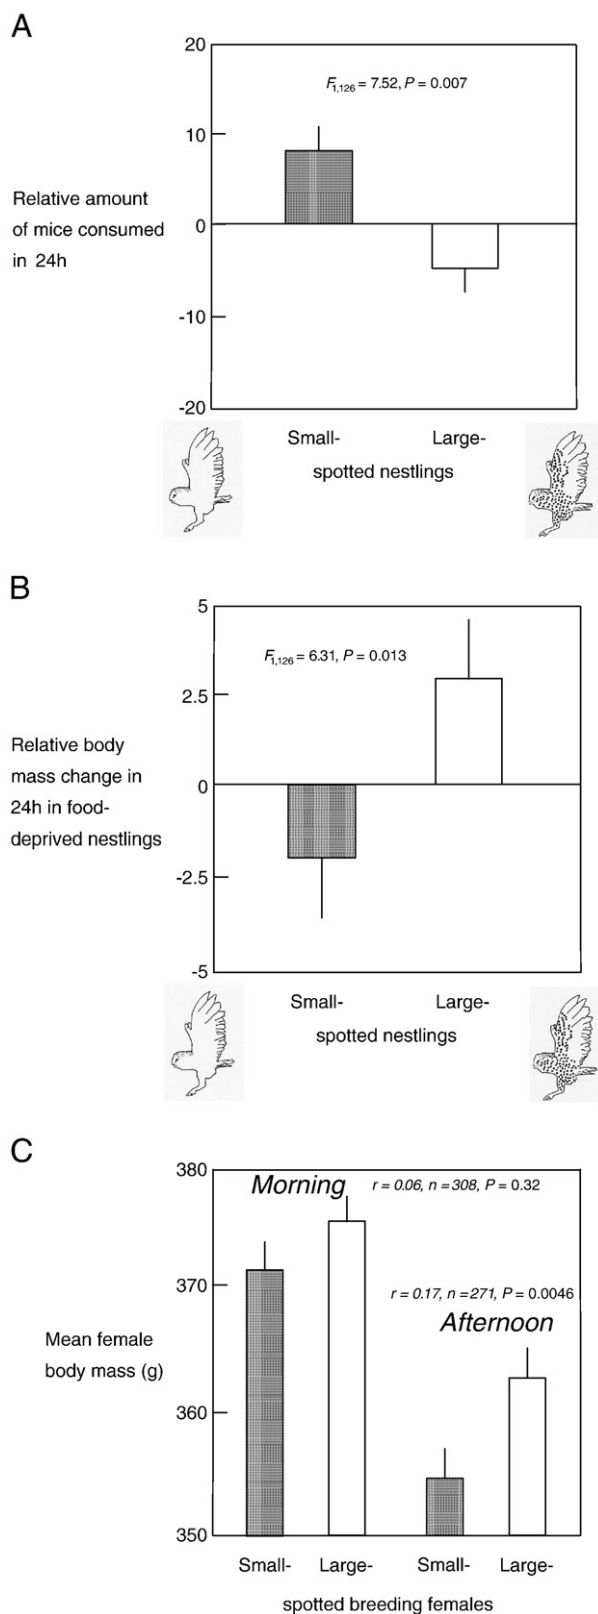 A
20
F1,126 = 7.52, P = 0.007
10
Relative amount
of mice consumed
in 24h
0
-10
-20
Small- Large-
spotted nestlings
B
5
F1,126 = 6.31, P = 0.013
2.5
Relative body
mass change in
24h in food-
deprived nestlings
0
-2.5
-5
Small- Large-
spotted nestlings
C
380
Morning r = 0.06, n =308, P = 0.32
370
r = 0.17, n =271, P = 0.0046
Afternoon
Mean female
body mass (g)
360
350
Small- Large- Small- Large-
spotted breeding females